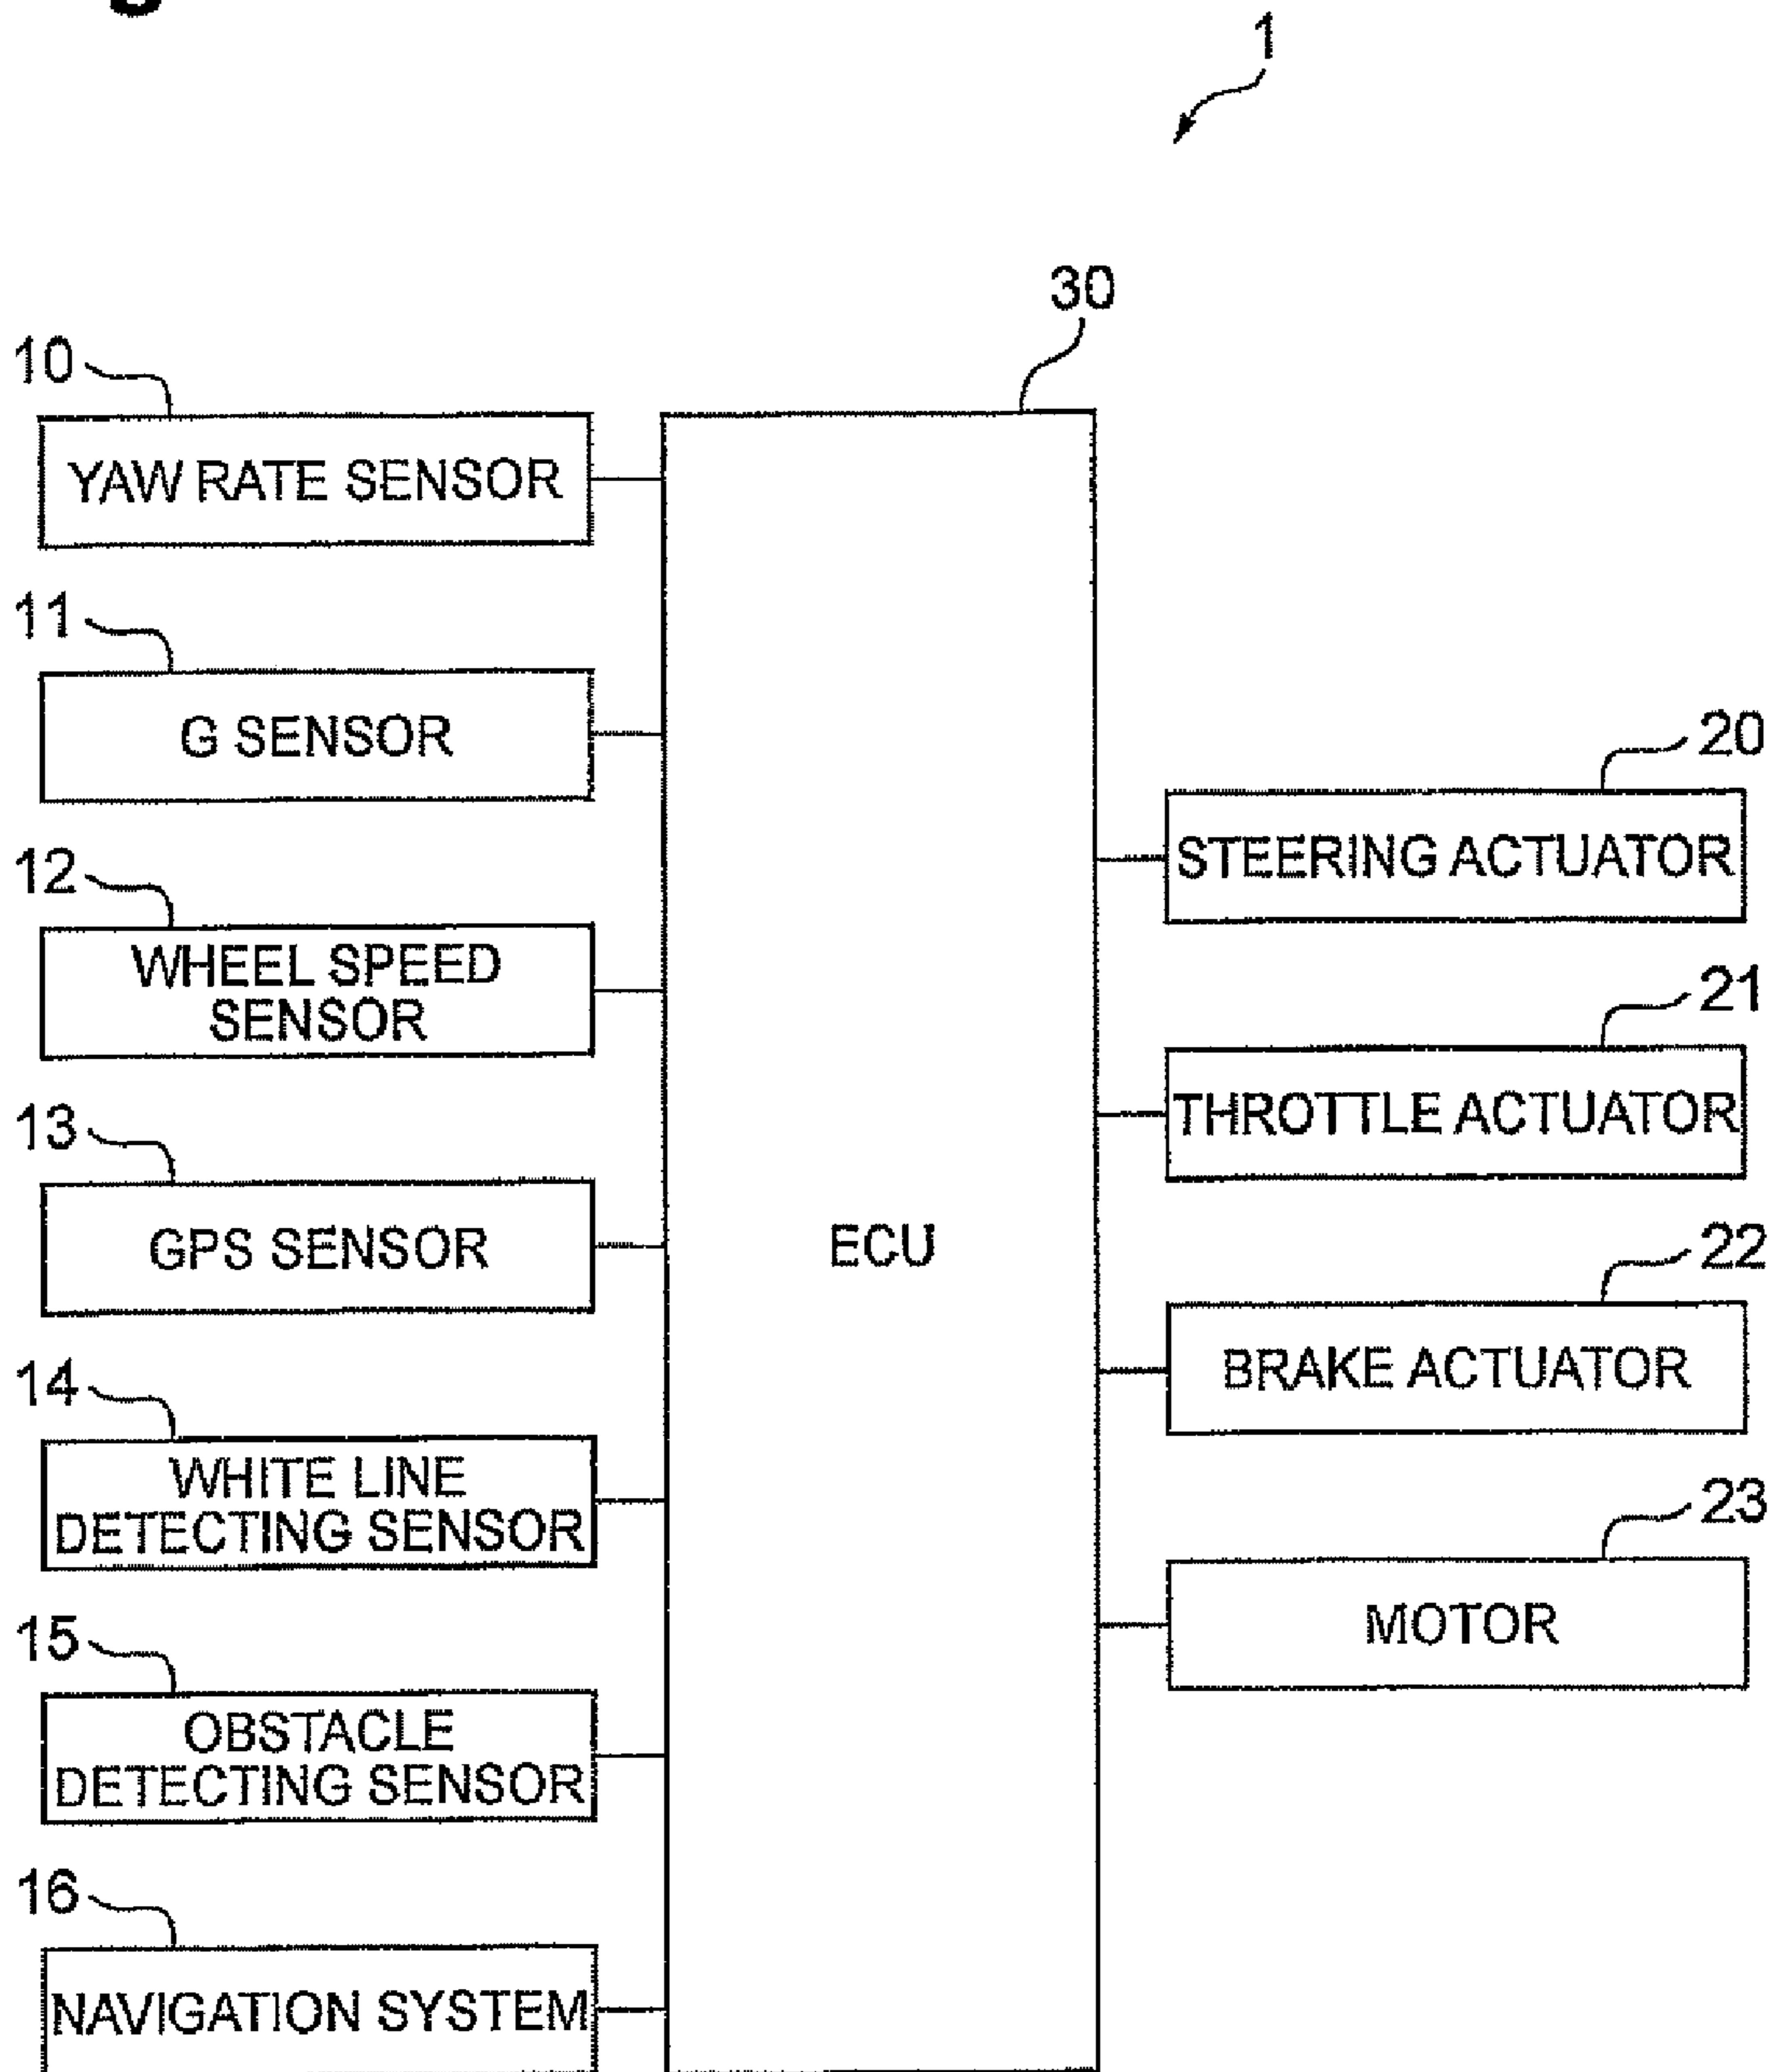 1
30
10
YAW RATE SENSOR
11
G SENSOR
12
WHEEL SPEED
SENSOR
13
GPS SENSOR
14
WHITE LINE
DETECTING SENSOR
15
OBSTACLE
DETECTING SENSOR
16
NAVIGATION SYSTEM
ECU
20
STEERING ACTUATOR
21
THROTTLE ACTUATOR
22
BRAKE ACTUATOR
23
MOTOR